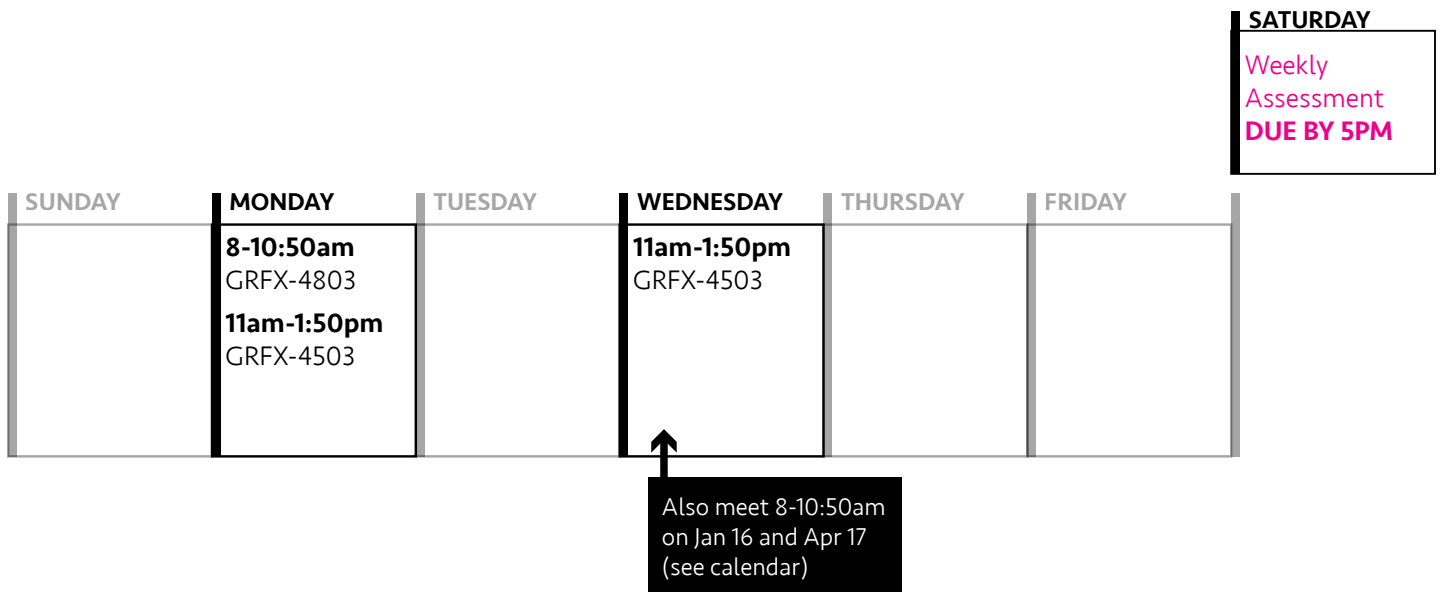 SATURDAY
Weekly
Assessment
DUE BY 5PM
SUNDAY
MONDAY
TUESDAY
WEDNESDAY
THURSDAY
FRIDAY
8-10:50am
GRFX-4803
11am-1:50pm
GRFX-4503
11am-1:50pm
GRFX-4503
Also meet 8-10:50am
on Jan 16 and Apr 17
(see calendar)